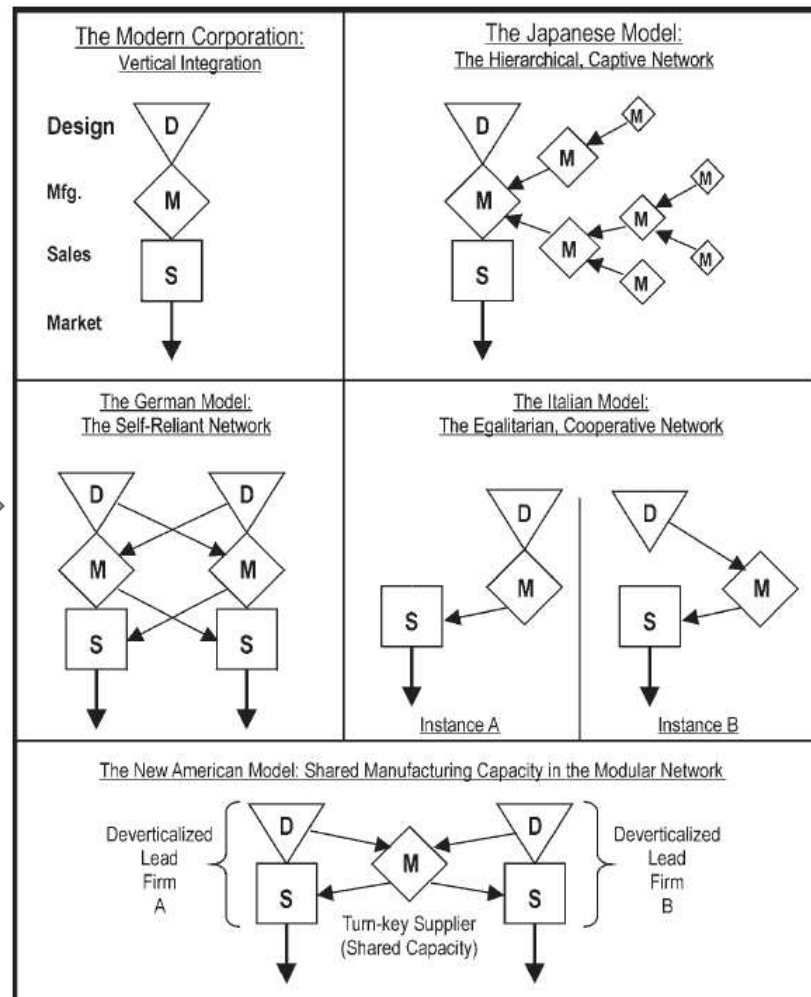 The Modern Corporation:
Vertical Integration
Design
D
Mfg.
M
Sales
S
Market
The Japanese Model:
The Hierarchical, Captive Network
D
M
M
M
M
M
M
M
M
S
The German Model:
The Self-Reliant Network
D
D
M
M
S
S
The Italian Model:
The Egalitarian, Cooperative Network
D
M
S
Instance A
D
M
S
Instance B
The New American Model: Shared Manufacturing Capacity in the Modular Network
Deverticalized
Lead
Firm
A
D
S
M
Turn-key Supplier
(Shared Capacity)
D
S
Deverticalized
Lead
Firm
B